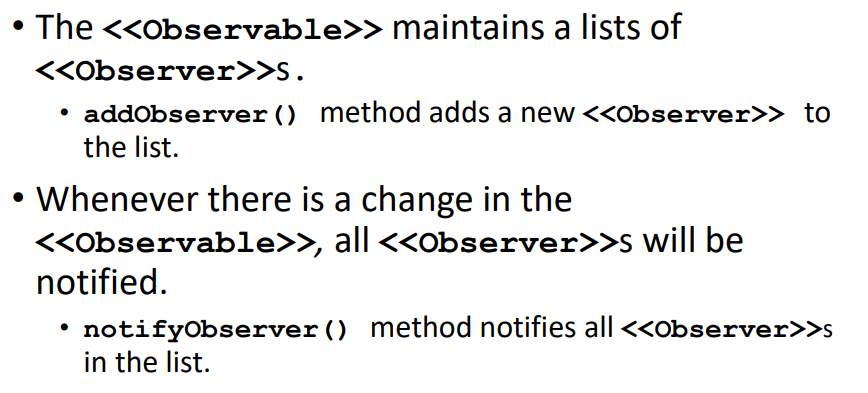 • The <<Observable>> maintains a lists of
<<Observer>>s.
• addObserver() method adds a new <<Observer>> to
the list.
• Whenever there is a change in the
<<Observable>>, all <<Observer>>s will be
notified.
• notifyObserver() method notifies all <<Observer>>s
in the list.